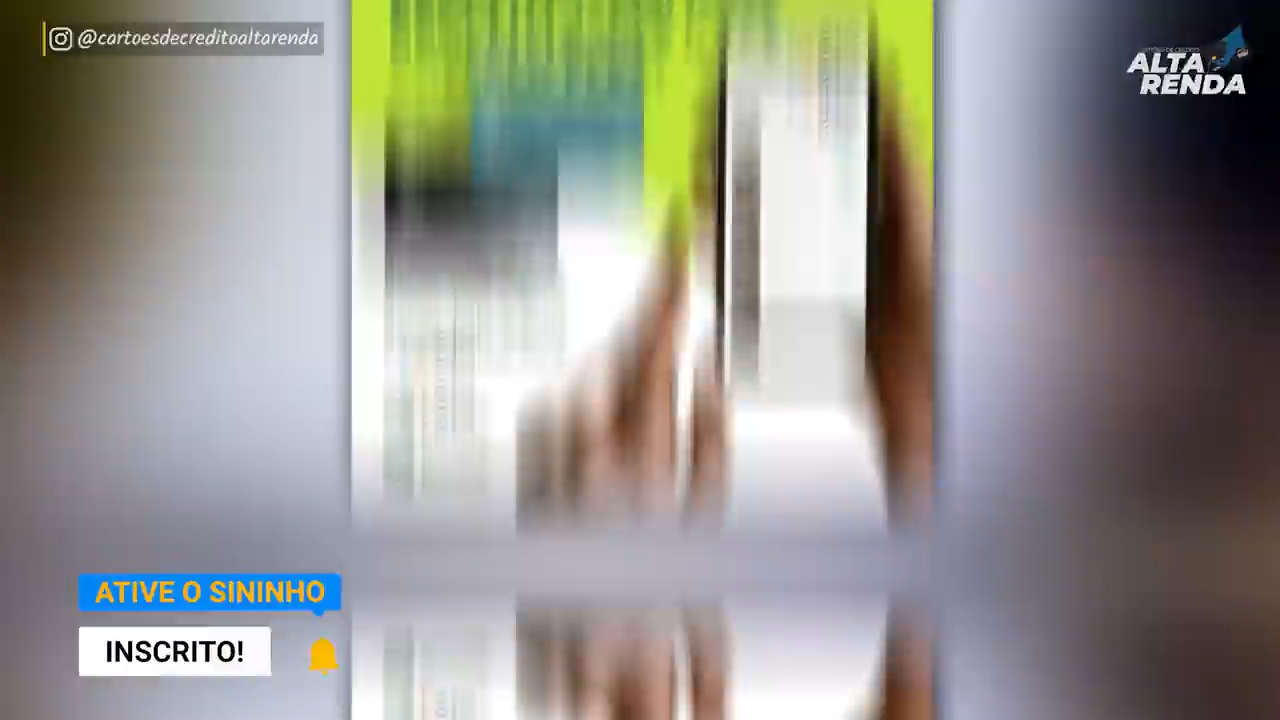 @cartoesdecreditoaltarenda
ALTA
RENDA
ATIVE O SININHO
INSCRITO!